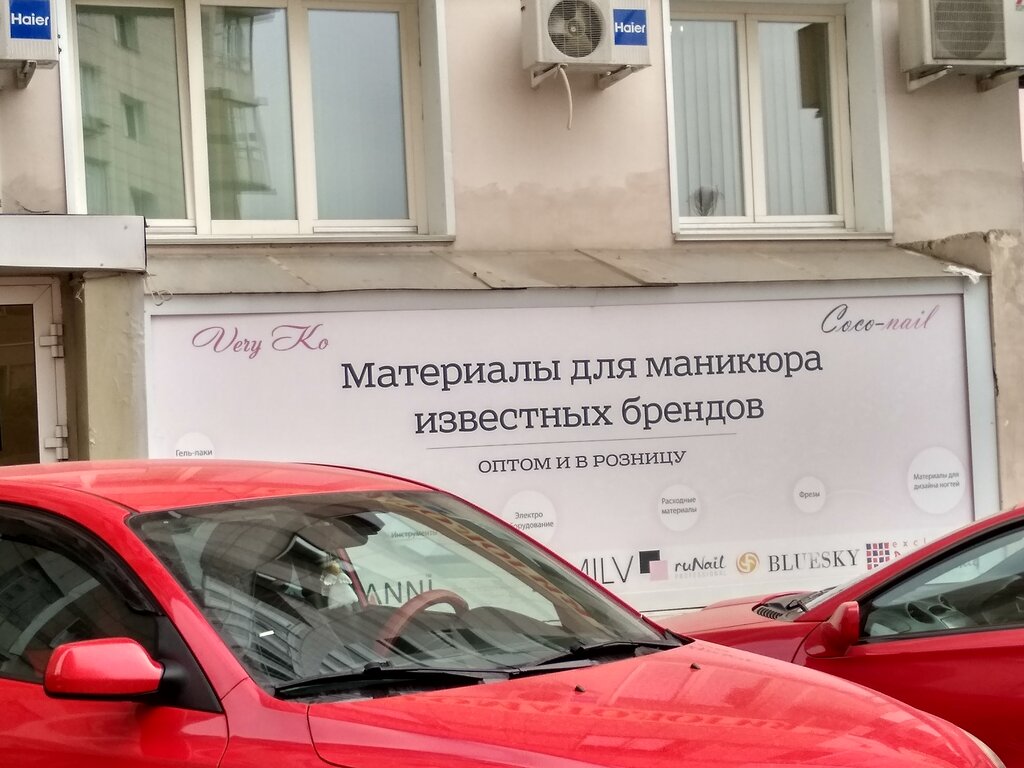 Haier
Haier
Very Ko
Coco-nail
Материалы для маникюра
известных брендов
оптом и в розницу
Гель-лаки
Инструменты
Электро
Расходные
материалы
Фрезы
Материалы для
дизайна ногтей
ANNI
MILV
ruNail
PROFESSIONAL
BLUESKY